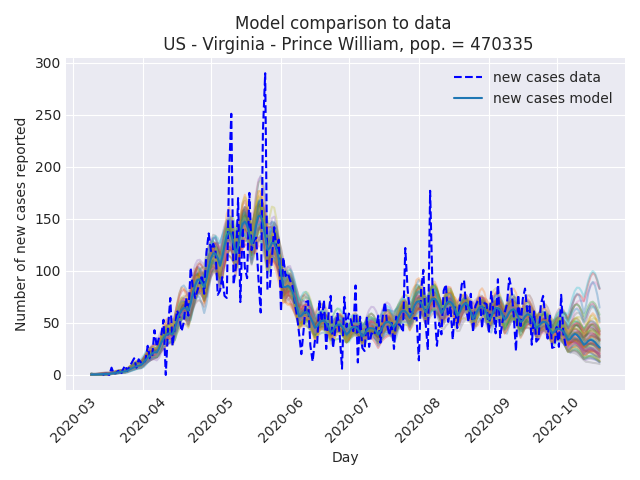 Model comparison to data
US - Virginia - Prince William, pop. = 470335
300
250
200
150
100
50
0
Number of new cases reported
new cases data
new cases model
2020-03
2020-04
2020-05
2020-06
2020-07
2020-08
2020-09
2020-10
Day